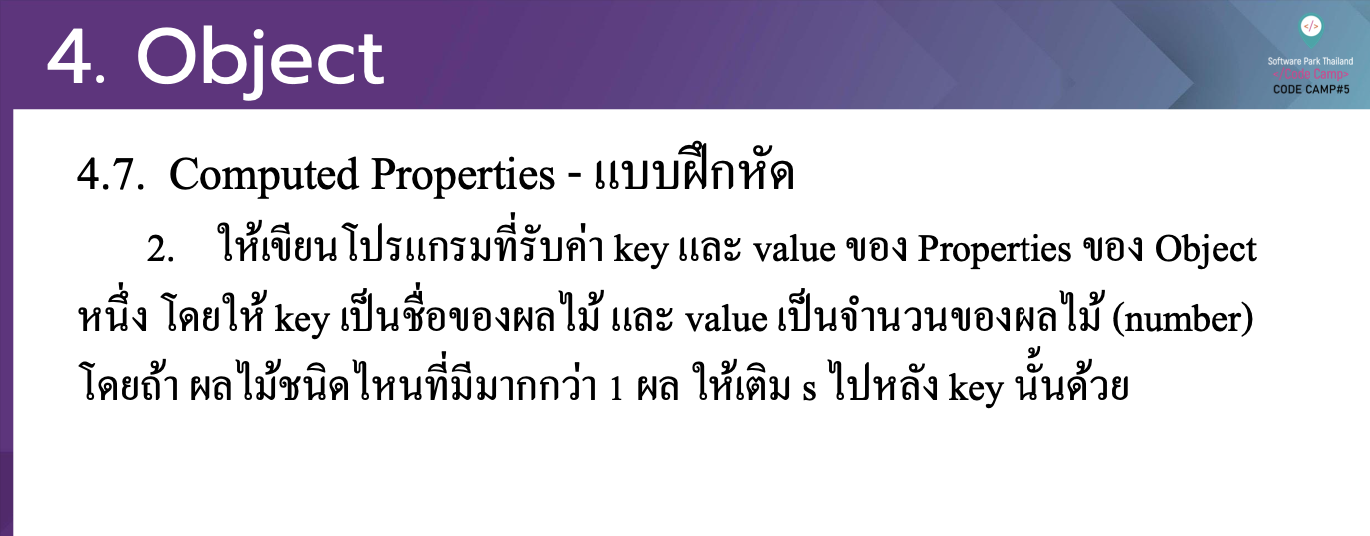 4. Object
Software Park Thailand
</Code Camp>
CODE CAMP#5
4.7. Computed Properties - แบบฝึกหัด
2. ให้เขียนโปรแกรมที่รับค่า key และ value ของ Properties ของ Object
หนึ่ง โดยให้ key เป็นชื่อของผลไม้ และ value เป็นจำนวนของผลไม้ (number)
โดยถ้า ผลไม้ชนิดไหนที่มีมากกว่า 1 ผล ให้เติม s ไปหลัง key นั้นด้วย